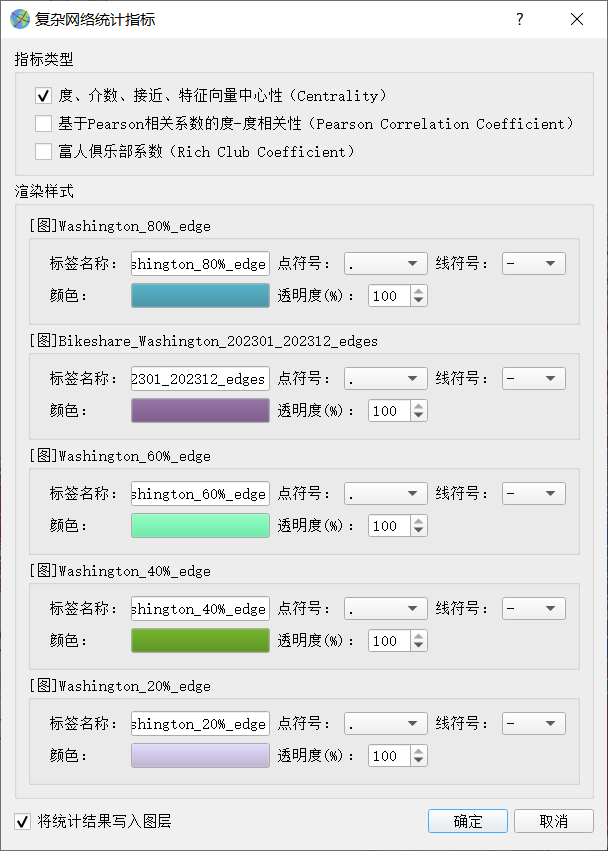 复杂网络统计指标
指标类型
度、介数、接近、特征向量中心性（Centrality）
基于Pearson相关系数的度-度相关性（Pearson Correlation Coefficient）
富人俱乐部系数（Rich Club Coefficient）
渲染样式
[图]Washington_80%_edge
标签名称： shington_80%_edge 点符号： . 线符号： -
颜色： 透明度(%)： 100
[图]Bikeshare_Washington_202301_202312_edges
标签名称： 2301_202312_edges 点符号： . 线符号： -
颜色： 透明度(%)： 100
[图]Washington_60%_edge
标签名称： shington_60%_edge 点符号： . 线符号： -
颜色： 透明度(%)： 100
[图]Washington_40%_edge
标签名称： shington_40%_edge 点符号： . 线符号： -
颜色： 透明度(%)： 100
[图]Washington_20%_edge
标签名称： shington_20%_edge 点符号： . 线符号： -
颜色： 透明度(%)： 100
将统计结果写入图层 确定 取消